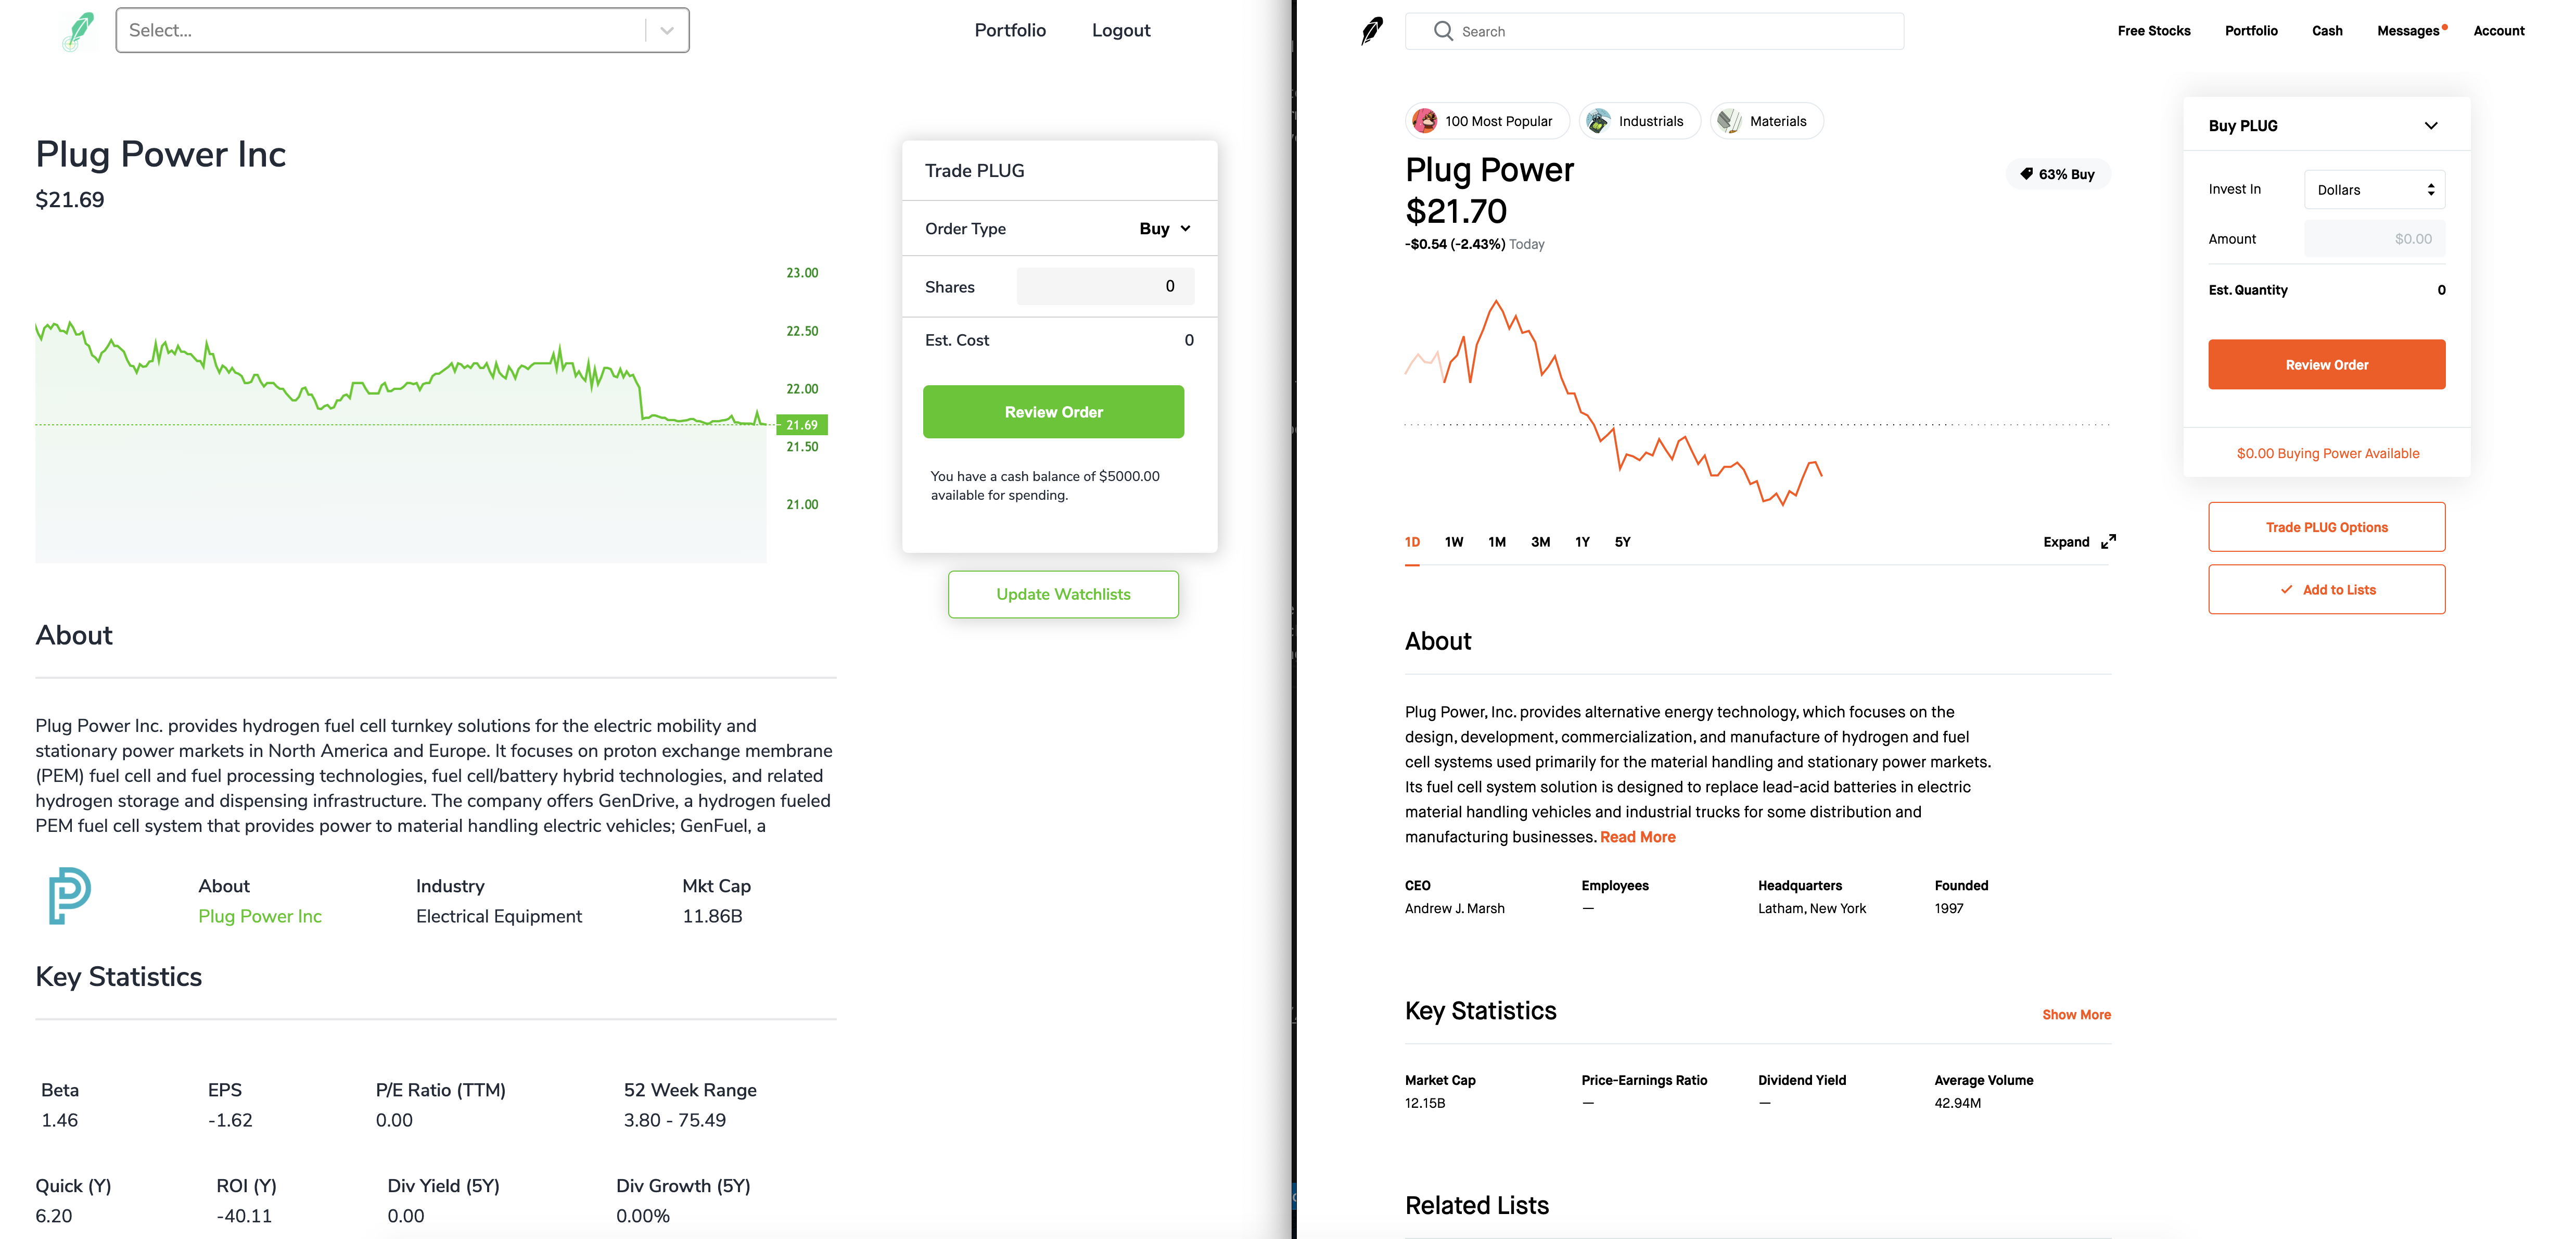 Select...
Portfolio
Logout
Plug Power Inc
$21.69
23.00
22.50
22.00
21.69
21.50
21.00
Trade PLUG
Order Type Buy
Shares 0
Est. Cost 0
Review Order
You have a cash balance of $5000.00
available for spending.
Update Watchlists
About
Plug Power Inc. provides hydrogen fuel cell turnkey solutions for the electric mobility and
stationary power markets in North America and Europe. It focuses on proton exchange membrane
(PEM) fuel cell and fuel processing technologies, fuel cell/battery hybrid technologies, and related
hydrogen storage and dispensing infrastructure. The company offers GenDrive, a hydrogen fueled
PEM fuel cell system that provides power to material handling electric vehicles; GenFuel, a
About Industry Mkt Cap
Plug Power Inc Electrical Equipment 11.86B
Key Statistics
Beta EPS P/E Ratio (TTM) 52 Week Range
1.46 -1.62 0.00 3.80 - 75.49
Quick (Y) ROI (Y) Div Yield (5Y) Div Growth (5Y)
6.20 -40.11 0.00 0.00%
Search
Free Stocks Portfolio Cash Messages Account
100 Most Popular Industrials Materials
Plug Power
63% Buy
$21.70
-$0.54 (-2.43%) Today
1D 1W 1M 3M 1Y 5Y Expand
Buy PLUG
Invest In Dollars
Amount $0.00
Est. Quantity 0
Review Order
$0.00 Buying Power Available
Trade PLUG Options
Add to Lists
About
Plug Power, Inc. provides alternative energy technology, which focuses on the
design, development, commercialization, and manufacture of hydrogen and fuel
cell systems used primarily for the material handling and stationary power markets.
Its fuel cell system solution is designed to replace lead-acid batteries in electric
material handling vehicles and industrial trucks for some distribution and
manufacturing businesses. Read More
CEO Employees Headquarters Founded
Andrew J. Marsh — Latham, New York 1997
Key Statistics Show More
Market Cap Price-Earnings Ratio Dividend Yield Average Volume
12.15B — — 42.94M
Related Lists